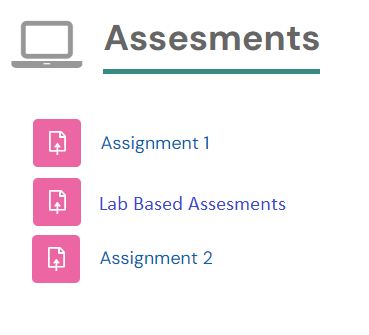 Assesments
Assignment 1
Lab Based Assesments
Assignment 2